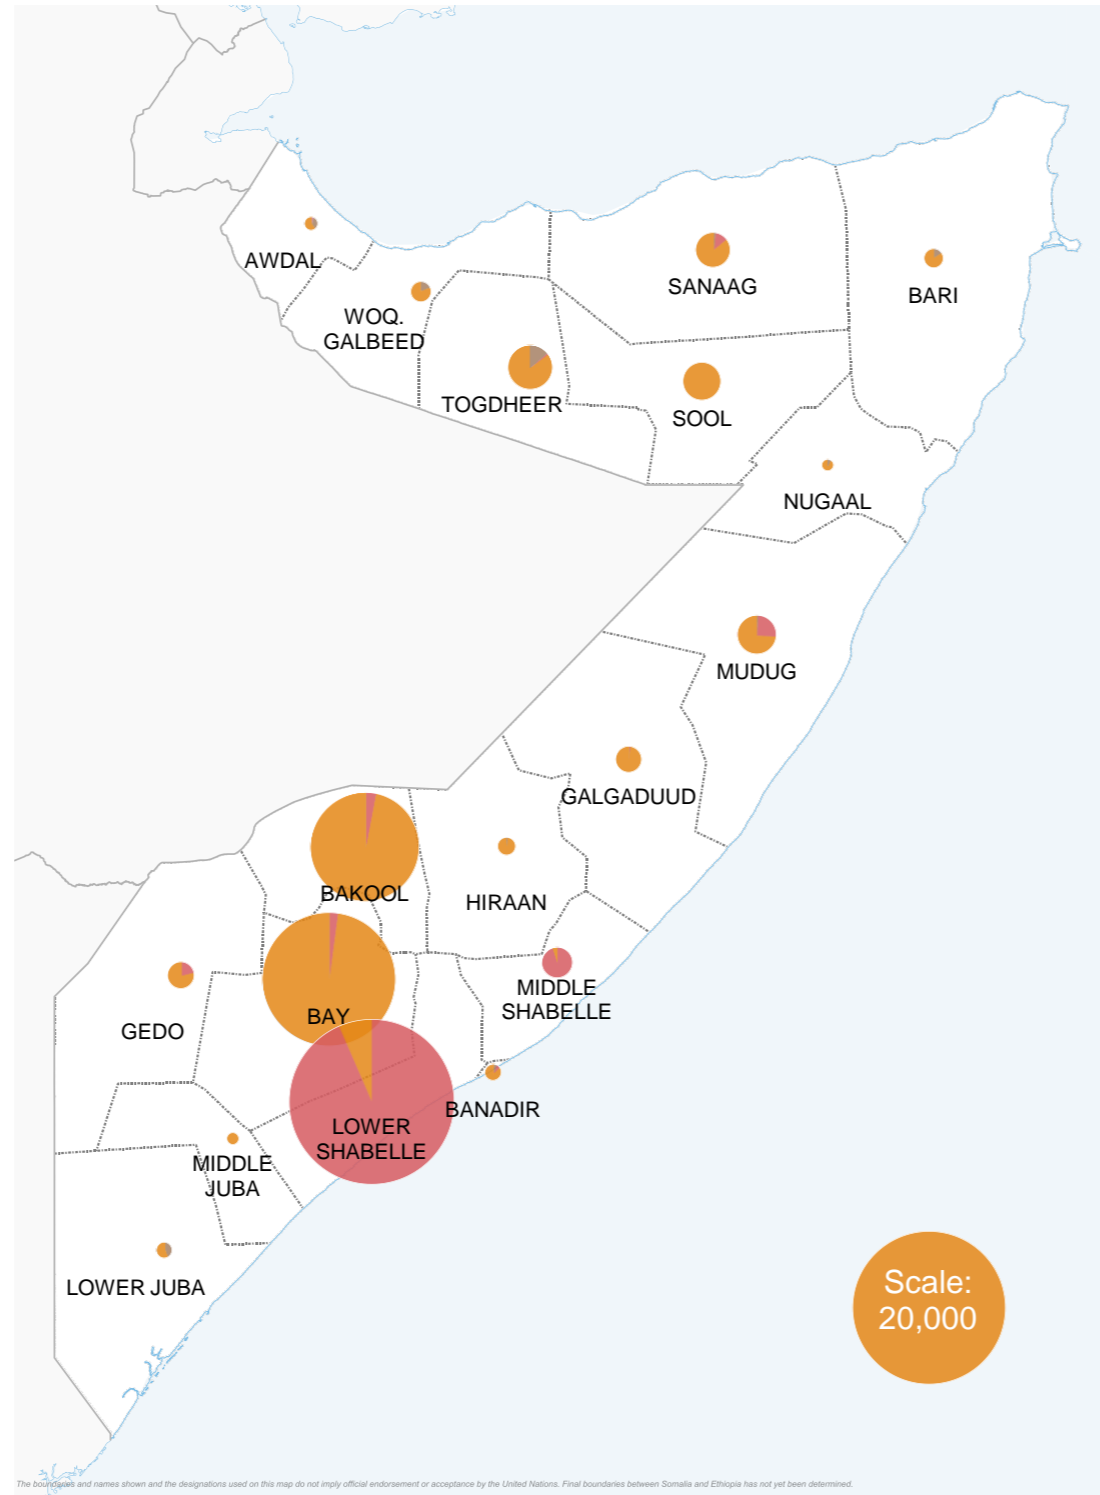 AWDAL
SANAAG
BARI
WOQ.
GALBEED
TOGDHEER
SOOL
NUGAAL
MUDUG
GALGADUUD
BAKOOL
HIRAAN
MIDDLE
SHABELLE
BAY
GEDO
BANADIR
LOWER
SHABELLE
MIDDLE
JUBA
LOWER JUBA
Scale:
20,000
The boundaries and names shown and the designations used on this map do not imply official endorsement or acceptance by the United Nations. Final boundaries between Somalia and Ethiopia has not yet been determined.